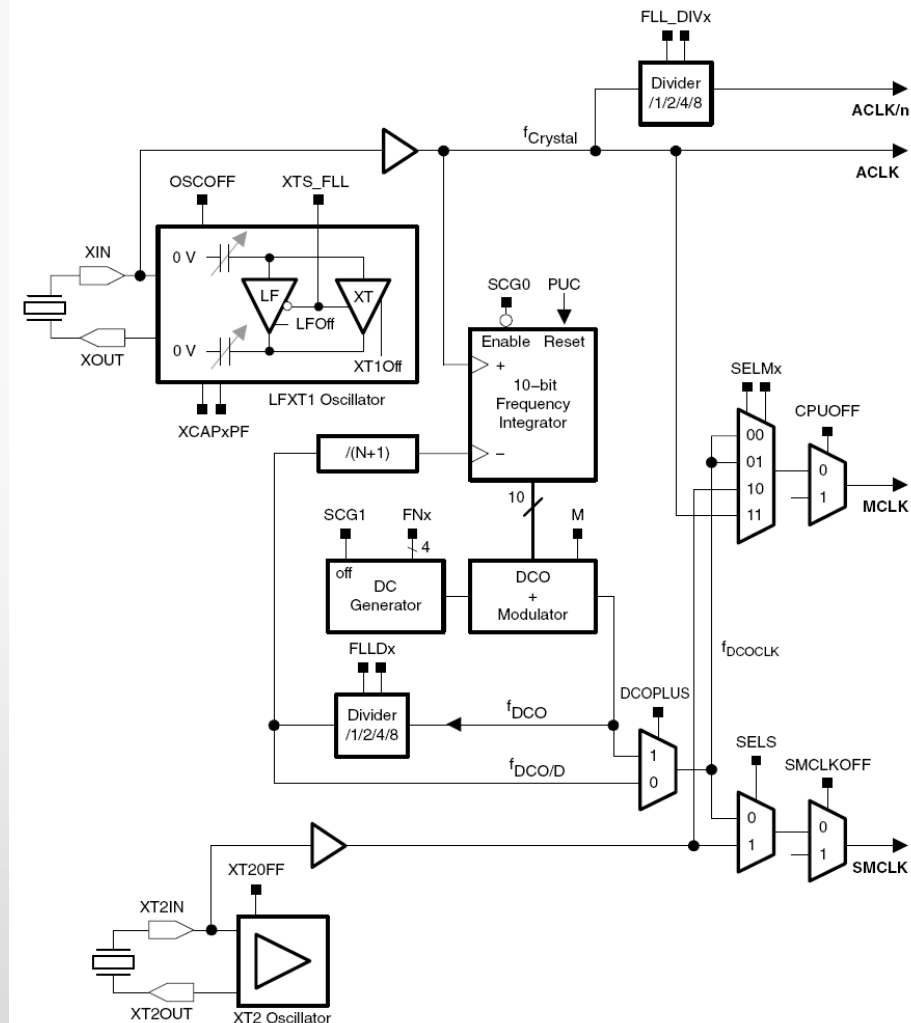 FLL_DIVx
Divider
/1/2/4/8
ACLK/n
fCrystal
ACLK
OSCOFF
XTS_FLL
XIN
0 V
LF
XT
LFOff
0 V
XT1Off
XOUT
LFXT1 Oscillator
XCAPxPF
SCG0
PUC
Enable
Reset
+
10–bit
Frequency
Integrator
–
/(N+1)
10
SELMx
CPUOFF
00
01
10
11
0
1
MCLK
SCG1
FNx
4
M
off
DC
Generator
DCO
+
Modulator
fDCOCLK
FLLDx
Divider
/1/2/4/8
fDCO
DCOPLUS
1
0
fDCO/D
SELS
SMCLKOFF
0
1
0
1
SMCLK
XT20FF
XT2IN
XT2OUT
XT2 Oscillator